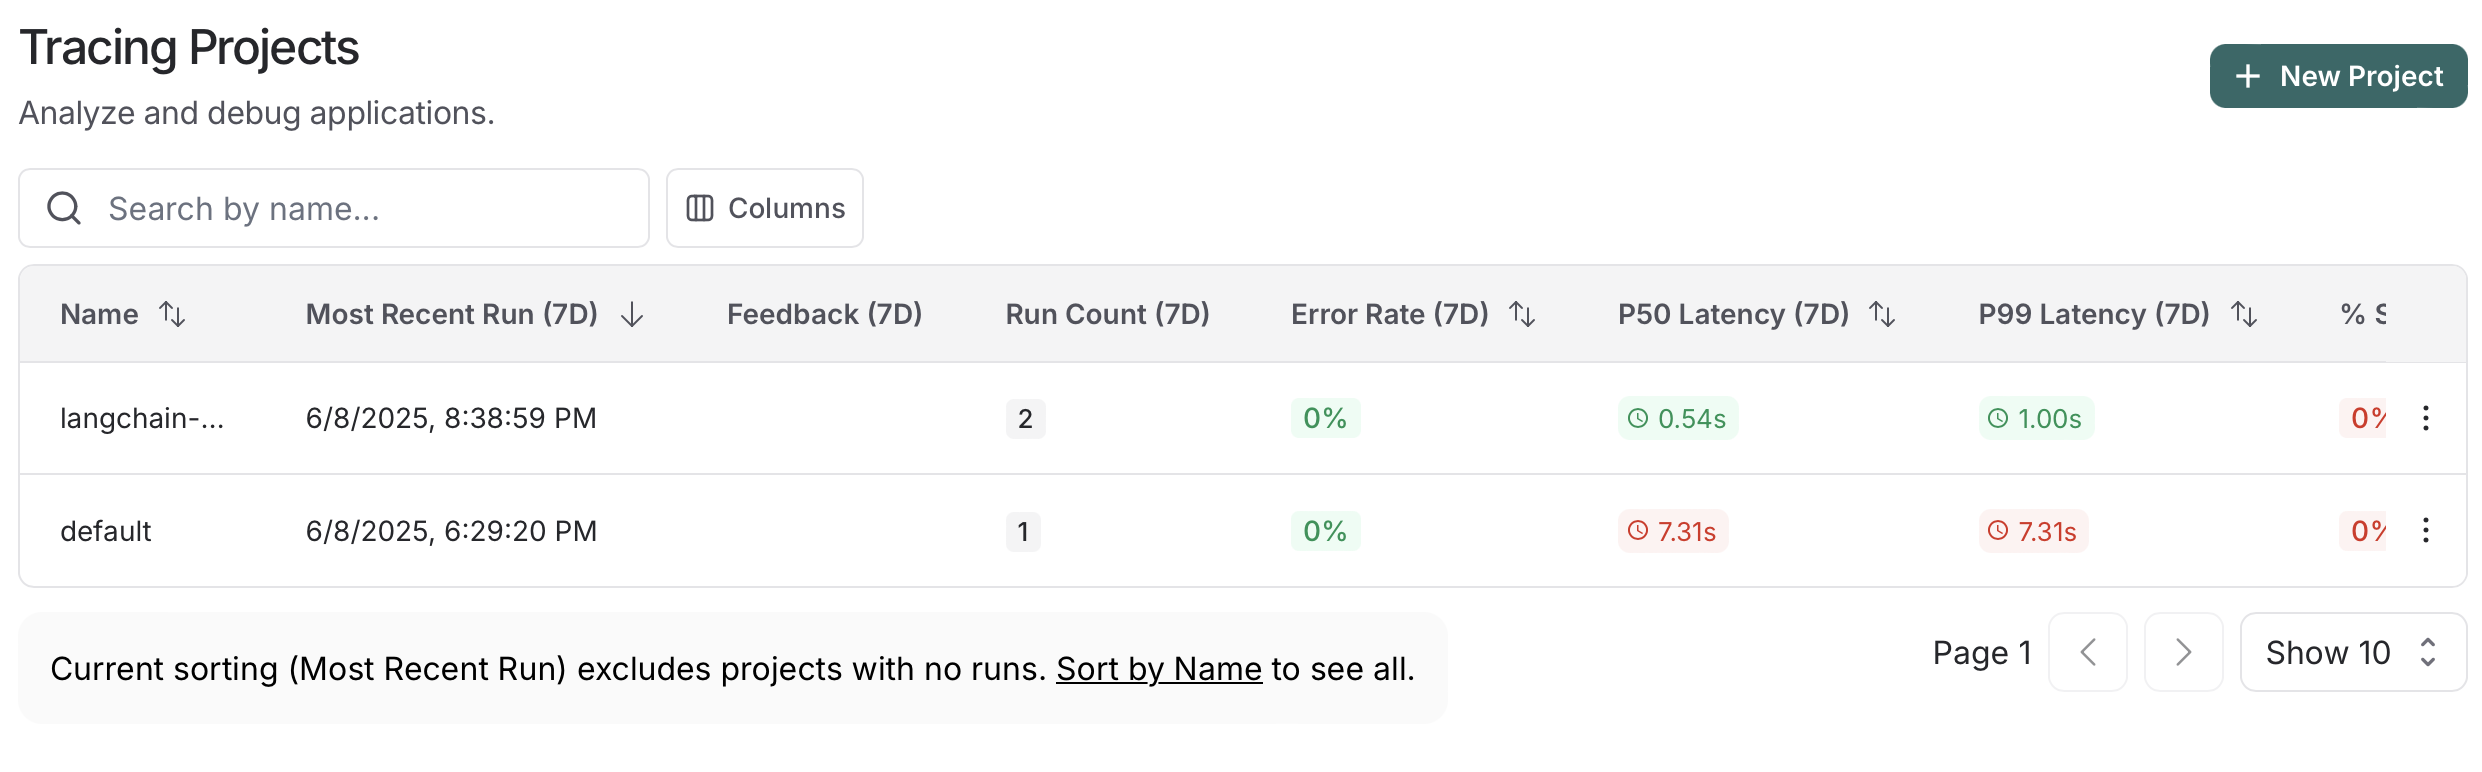 Tracing Projects
Analyze and debug applications.
New Project
Search by name...
Columns
Name Most Recent Run (7D) Feedback (7D) Run Count (7D) Error Rate (7D) P50 Latency (7D) P99 Latency (7D) % S
langchain-... 6/8/2025, 8:38:59 PM 2 0% 0.54s 1.00s 0%
default 6/8/2025, 6:29:20 PM 1 0% 7.31s 7.31s 0%
Current sorting (Most Recent Run) excludes projects with no runs. Sort by Name to see all.
Page 1
Show 10